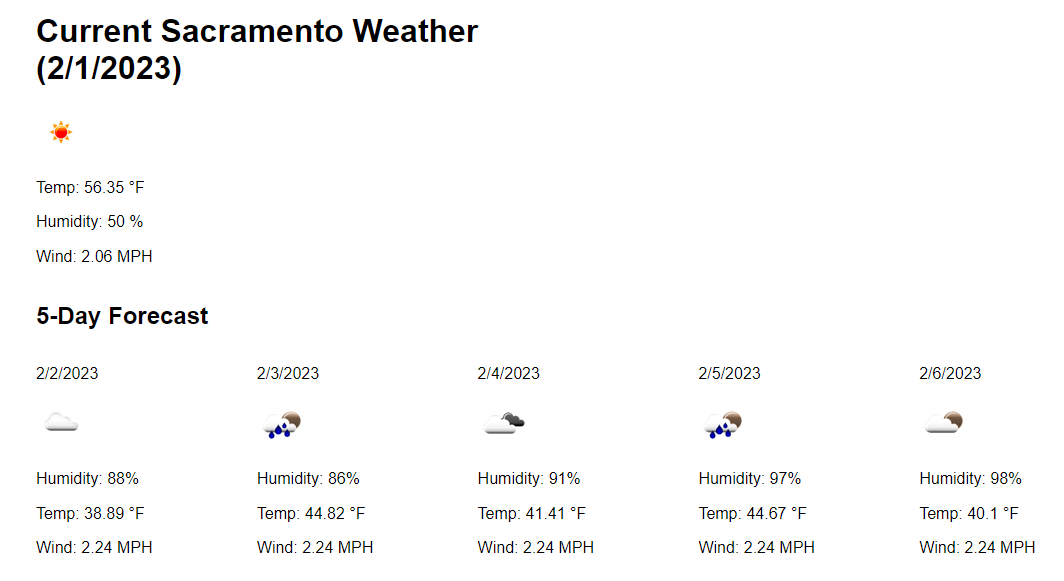 Current Sacramento Weather
(2/1/2023)
Temp: 56.35 °F
Humidity: 50 %
Wind: 2.06 MPH
5-Day Forecast
2/2/2023 2/3/2023 2/4/2023 2/5/2023 2/6/2023
Humidity: 88% Humidity: 86% Humidity: 91% Humidity: 97% Humidity: 98%
Temp: 38.89 °F Temp: 44.82 °F Temp: 41.41 °F Temp: 44.67 °F Temp: 40.1 °F
Wind: 2.24 MPH Wind: 2.24 MPH Wind: 2.24 MPH Wind: 2.24 MPH Wind: 2.24 MPH